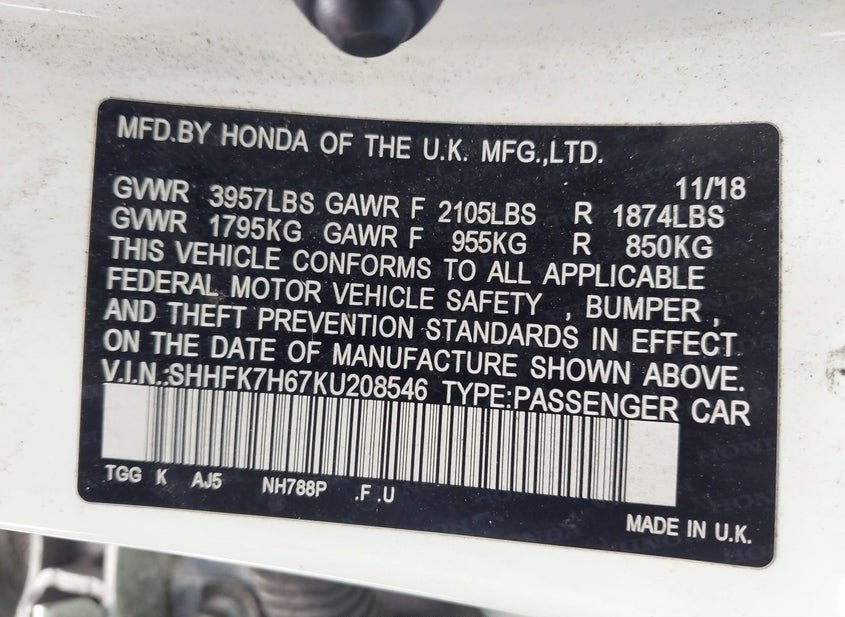 MFD.BY HONDA OF THE U.K. MFG.,LTD.
11/'18
GVWR 3957LBS GAWR F 2105LBS R 1874LBS
GVWR 1795KG GAWR F 955KG R 850KG
THIS VEHICLE CONFORMS TO ALL APPLICABLE
FEDERAL MOTOR VEHICLE SAFETY , BUMPER ,
AND THEFT PREVENTION STANDARDS IN EFFECT
ON THE DATE OF MANUFACTURE SHOWN ABOVE.
V.I.N.:SHHFK7H67KU208546 TYPE:PASSENGER CAR
TGG K AJ5 NH788P .F .U
MADE IN U.K.